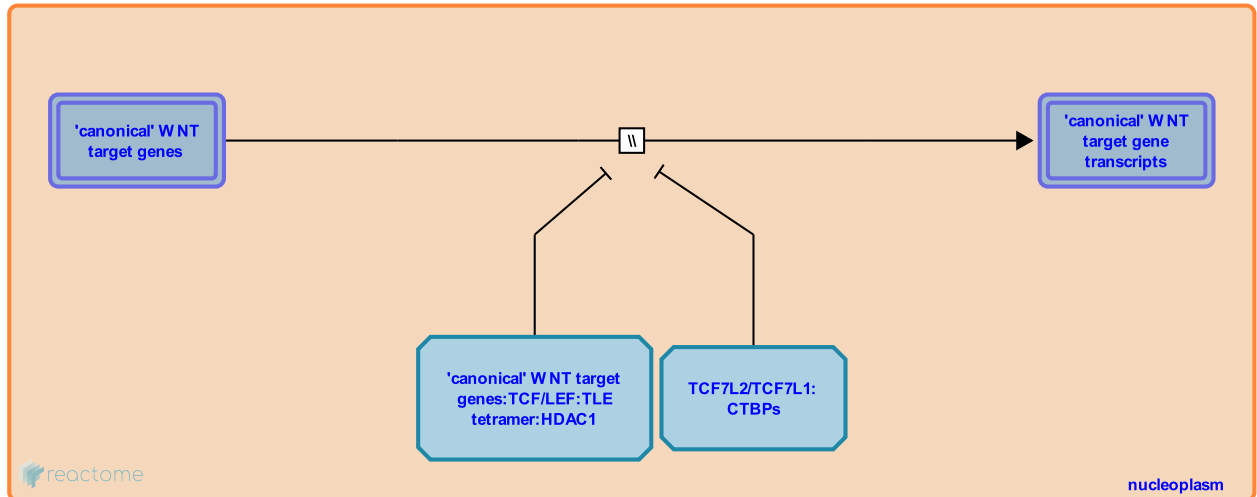 'canonical' WNT
target genes
\\
'canonical' WNT
target gene
transcripts
'canonical' WNT target
genes:TCF/LEF:TLE
tetramer:HDAC1
TCF7L2/TCF7L1:
CTBPs
reactome
nucleoplasm